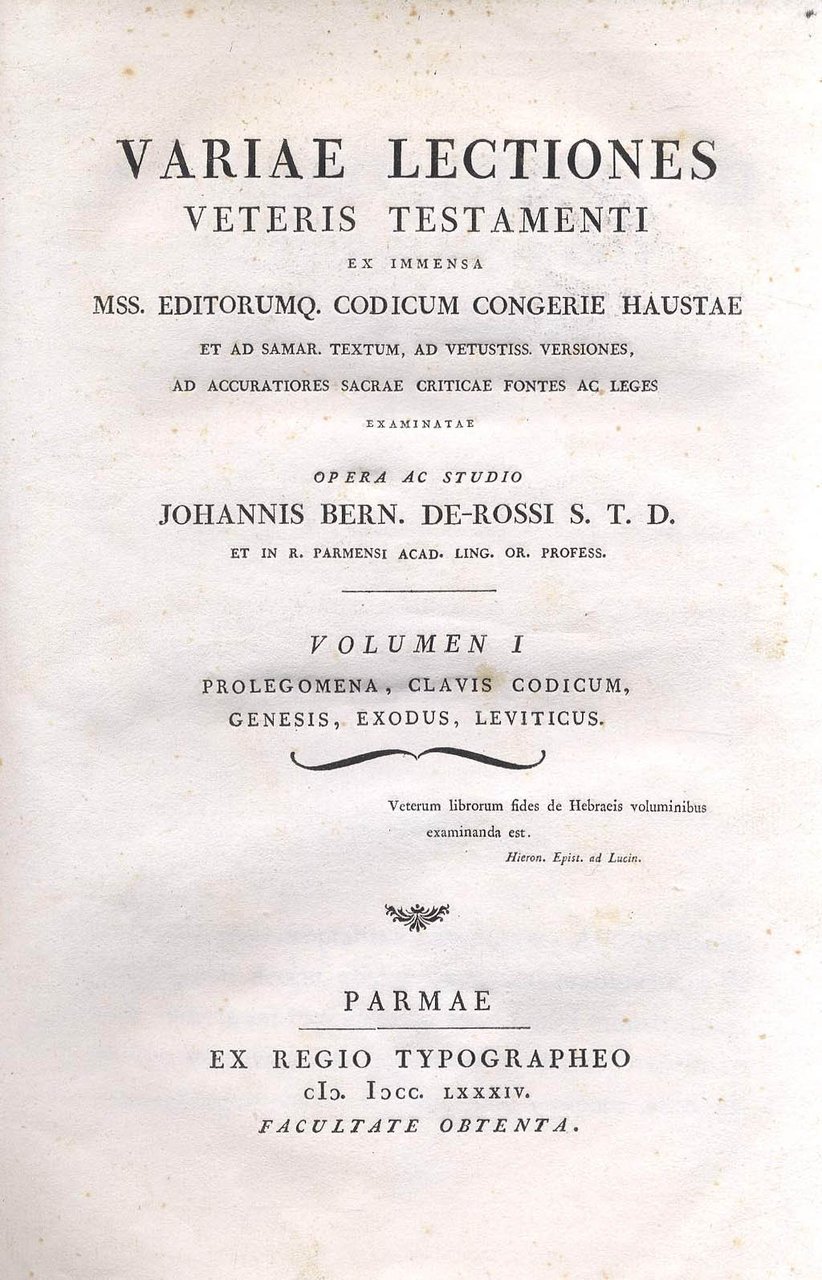 VARIAE LECTIONES
VETERIS TESTAMENTI
EX IMMENSA
MSS. EDITORUMQ. CODICUM CONGERIE HAUSTAE
ET AD SAMAR. TEXTUM, AD VETUSTISS. VERSIONES,
AD ACCURATIORES SACRAE CRITICAE FONTES AC LEGES
EXAMINATAE
OPERA AC STUDIO
JOHANNIS BERN. DE-ROSSI S. T. D.
ET IN R. PARMENSI ACAD. LING. OR. PROFESS.
VOLUMEN I
PROLEGOMENA, CLAVIS CODICUM,
GENESIS, EXODUS, LEVITICUS.
Veterum librorum fides de Hebraeis voluminibus
examinanda est.
Hieron. Epist. ad Lucin.
PARMAE
EX REGIO TYPOGRAPHEO
cIↄ. Iↄcc. LXXXIV.
FACULTATE OBTENTA.